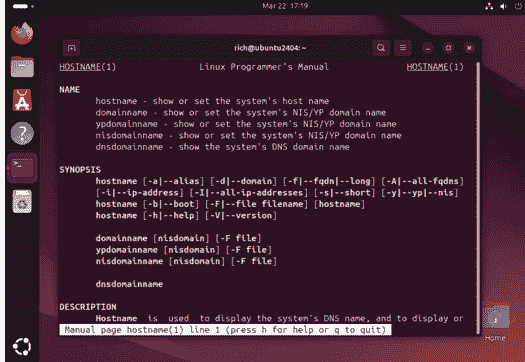 Mar 22 17:19
rich@ubuntu2404: ~
HOSTNAME(1) Linux Programmer's Manual HOSTNAME(1)
NAME
hostname - show or set the system's host name
domainname - show or set the system's NIS/YP domain name
ypdomainname - show or set the system's NIS/YP domain name
nisdomainname - show or set the system's NIS/YP domain name
dnsdomainname - show the system's DNS domain name
SYNOPSIS
hostname [-a|--alias] [-d|--domain] [-f|--fqdn|--long] [-A|--all-fqdns]
[-i|--ip-address] [-I|--all-ip-addresses] [-s|--short] [-y|--yp|--nis]
hostname [-b|--boot] [-F|--file filename] [hostname]
hostname [-h|--help] [-V|--version]
domainname [nisdomain] [-F file]
ypdomainname [nisdomain] [-F file]
nisdomainname [nisdomain] [-F file]
dnsdomainname
DESCRIPTION
Hostname is used to display the system's DNS name, and to display or
Manual page hostname(1) line 1 (press h for help or q to quit)
Home